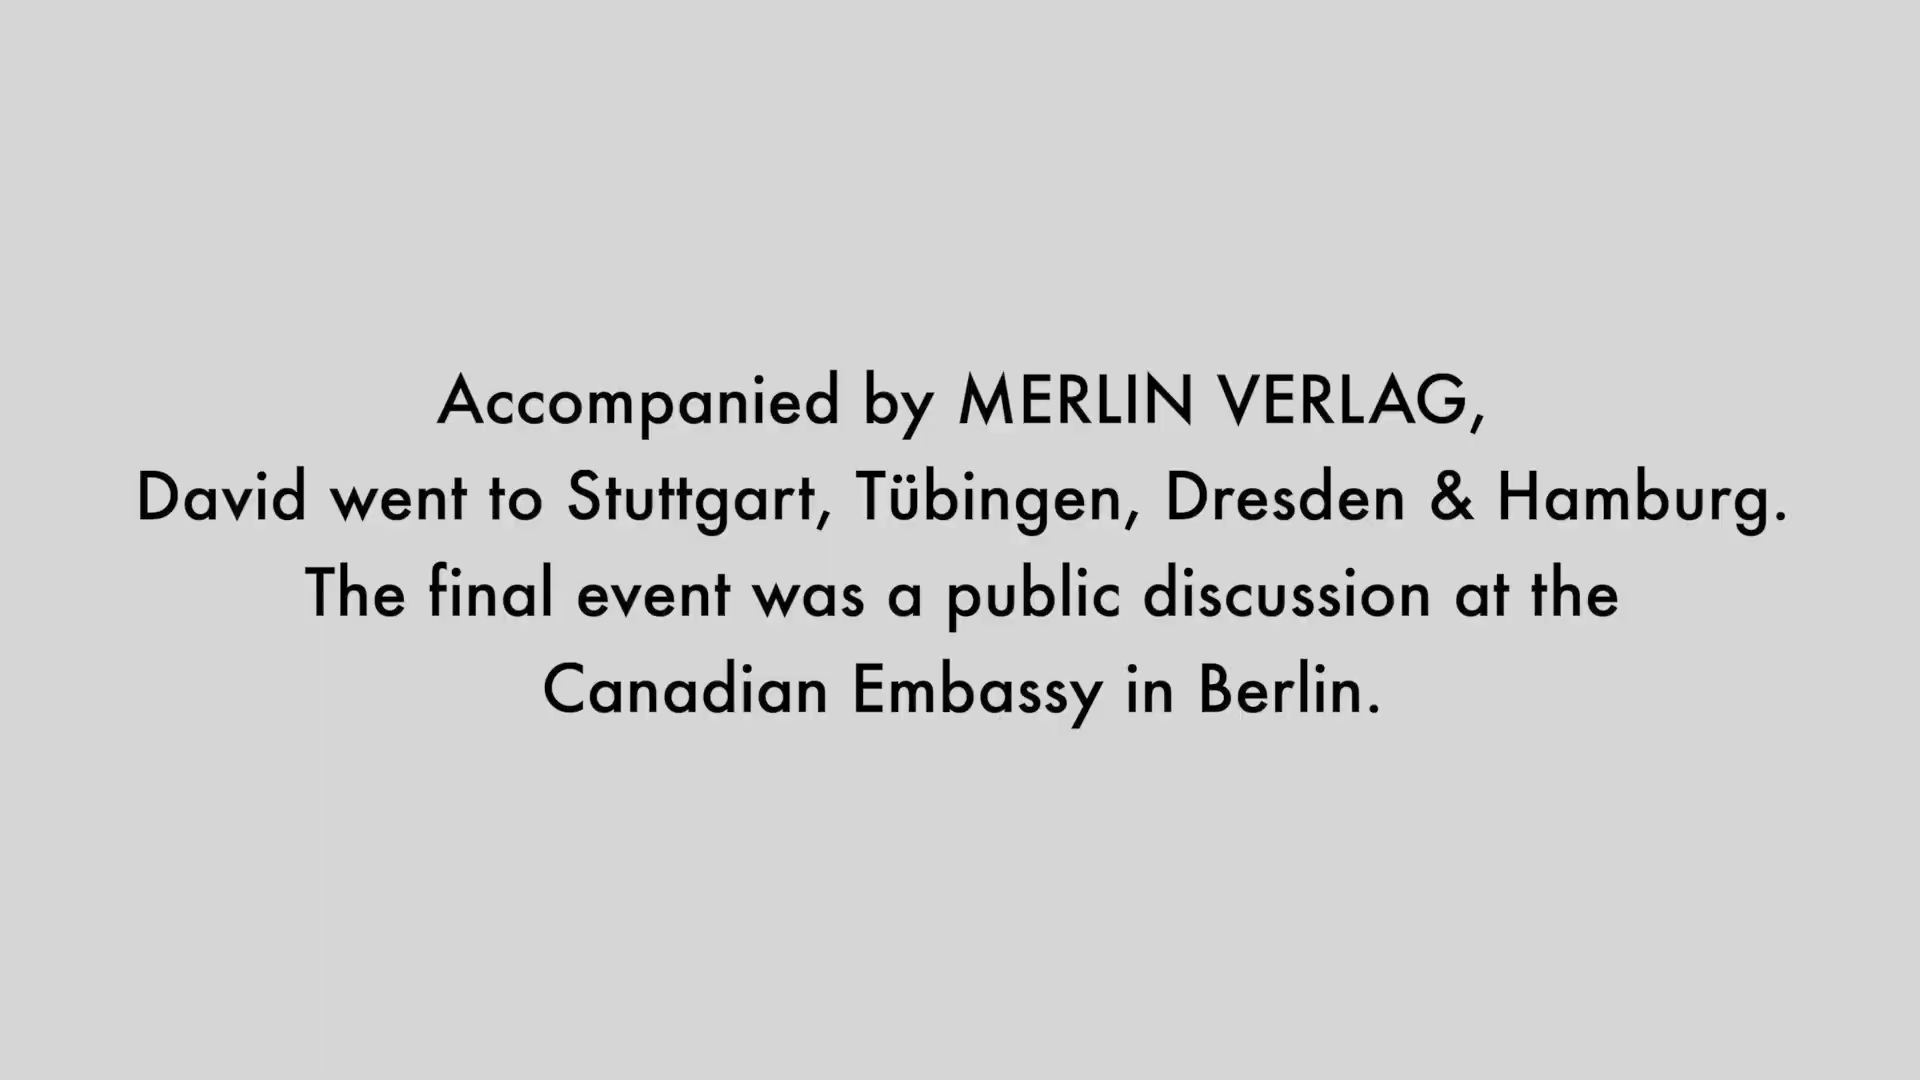 Accompanied by MERLIN VERLAG,
David went to Stuttgart, Tübingen, Dresden & Hamburg.
The final event was a public discussion at the
Canadian Embassy in Berlin.